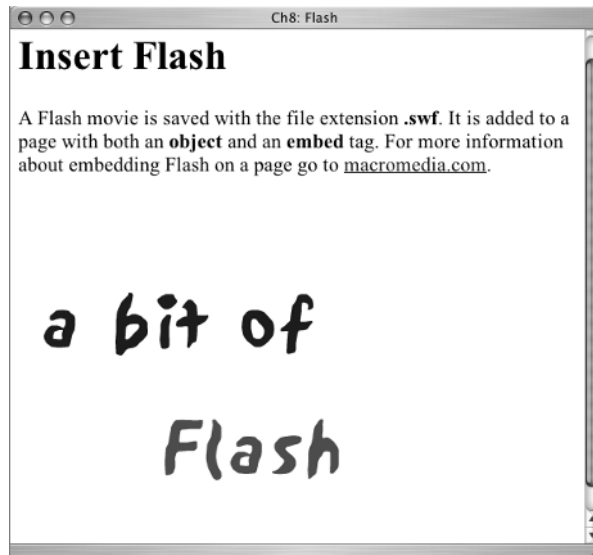 Ch8: Flash
Insert Flash
A Flash movie is saved with the file extension .swf. It is added to a
page with both an object and an embed tag. For more information
about embedding Flash on a page go to macromedia.com.
a bit of
Flash